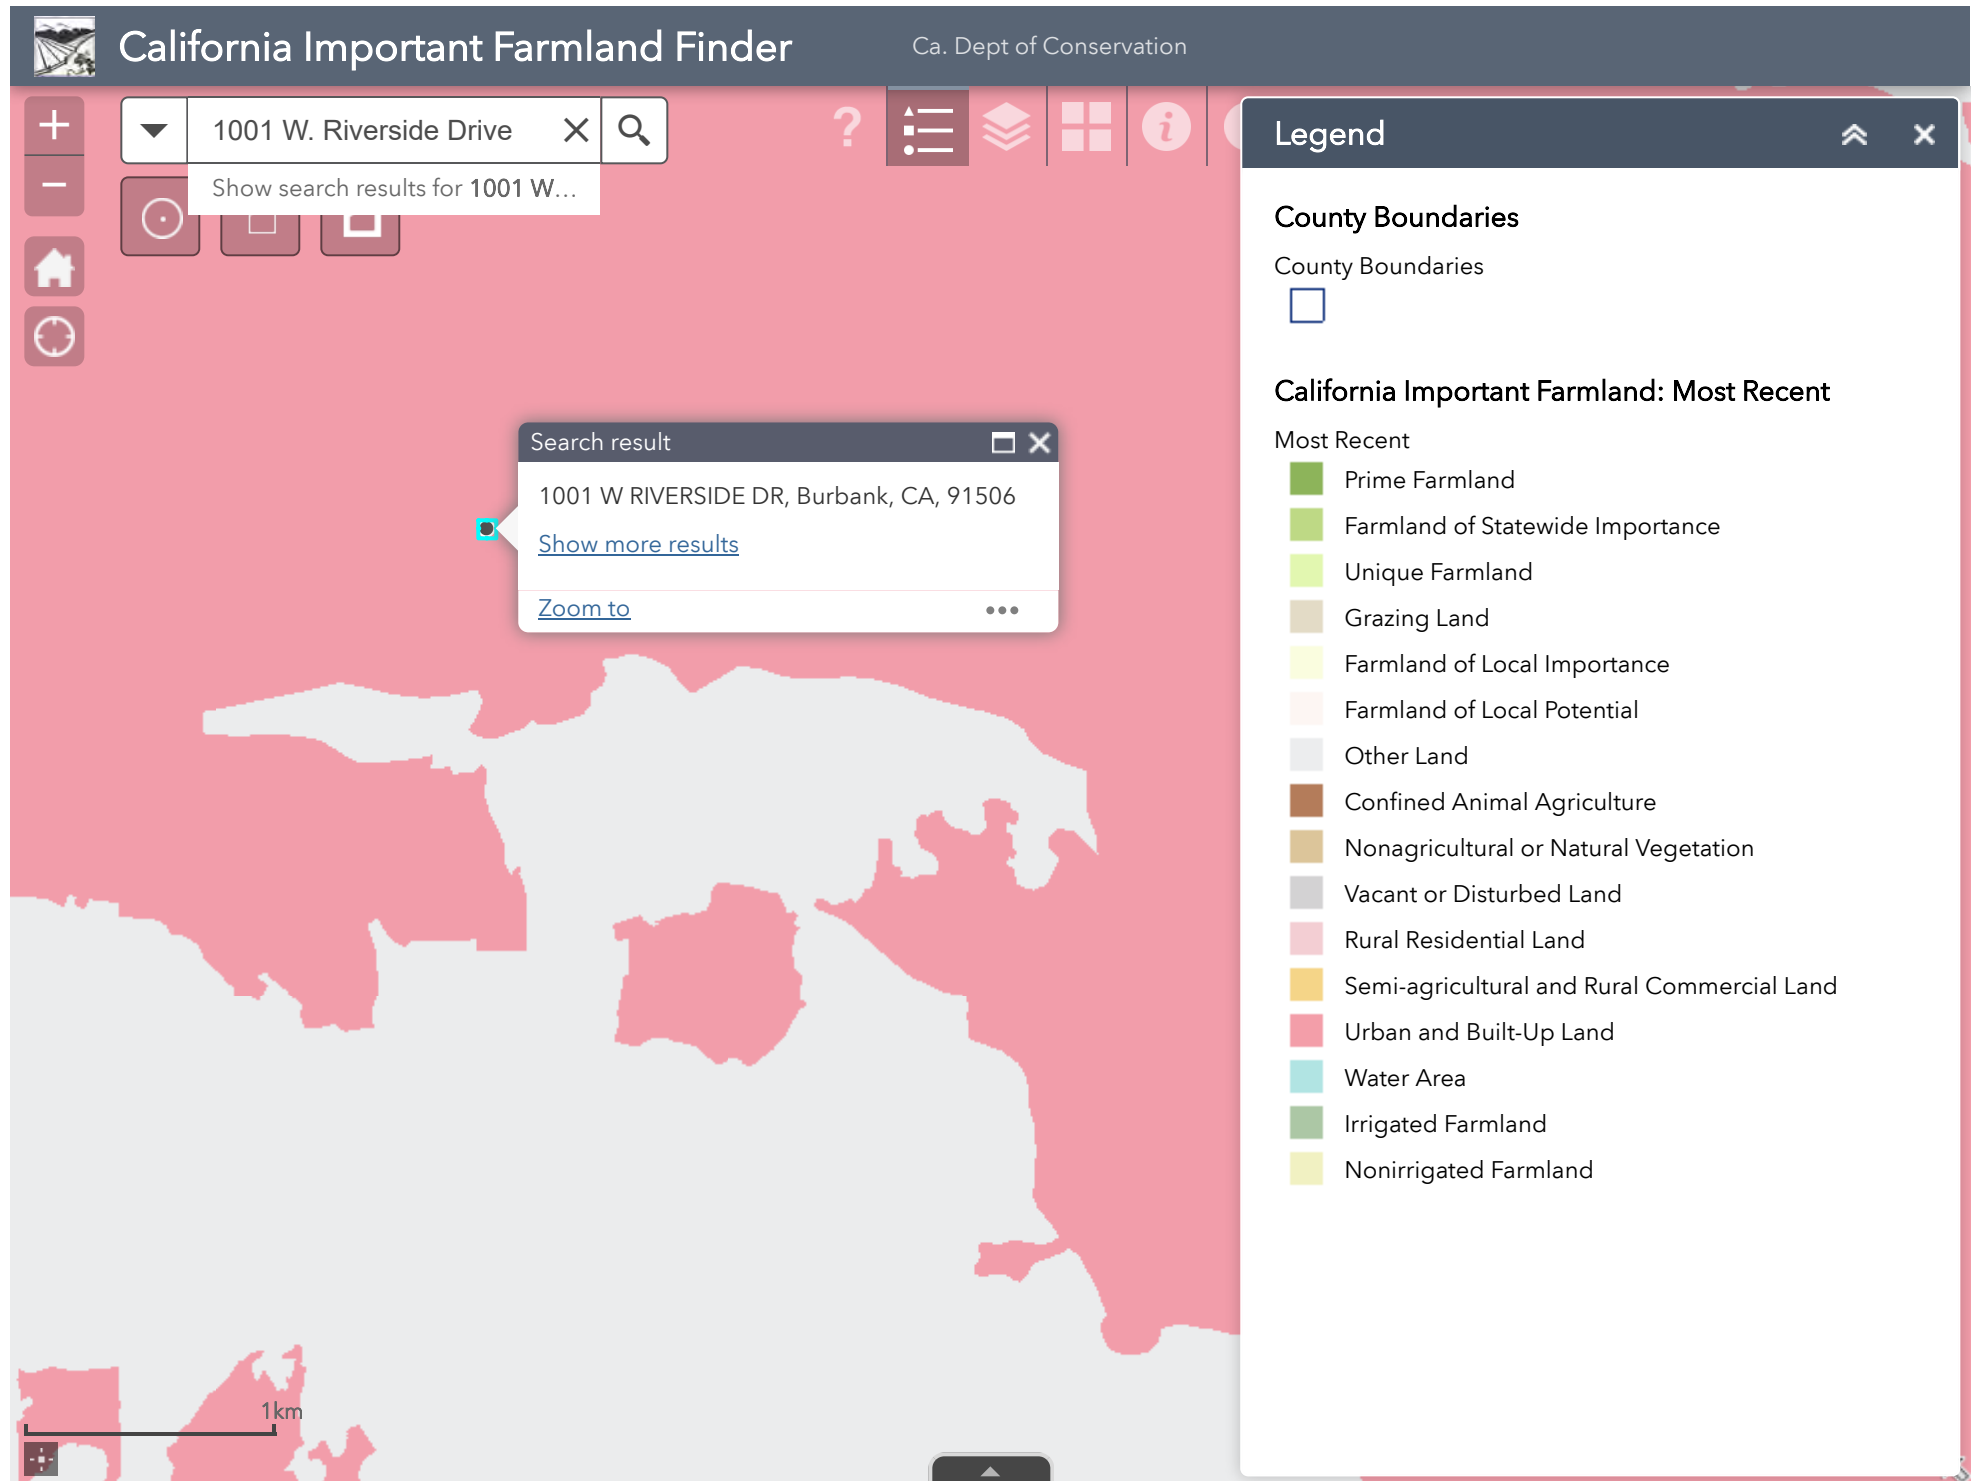 California Important Farmland Finder
Ca. Dept of Conservation
1001 W. Riverside Drive
Show search results for 1001 W...
Search result
1001 W RIVERSIDE DR, Burbank, CA, 91506
Show more results
Zoom to
Legend
County Boundaries
County Boundaries
California Important Farmland: Most Recent
Most Recent
Prime Farmland
Farmland of Statewide Importance
Unique Farmland
Grazing Land
Farmland of Local Importance
Farmland of Local Potential
Other Land
Confined Animal Agriculture
Nonagricultural or Natural Vegetation
Vacant or Disturbed Land
Rural Residential Land
Semi-agricultural and Rural Commercial Land
Urban and Built-Up Land
Water Area
Irrigated Farmland
Nonirrigated Farmland
1km